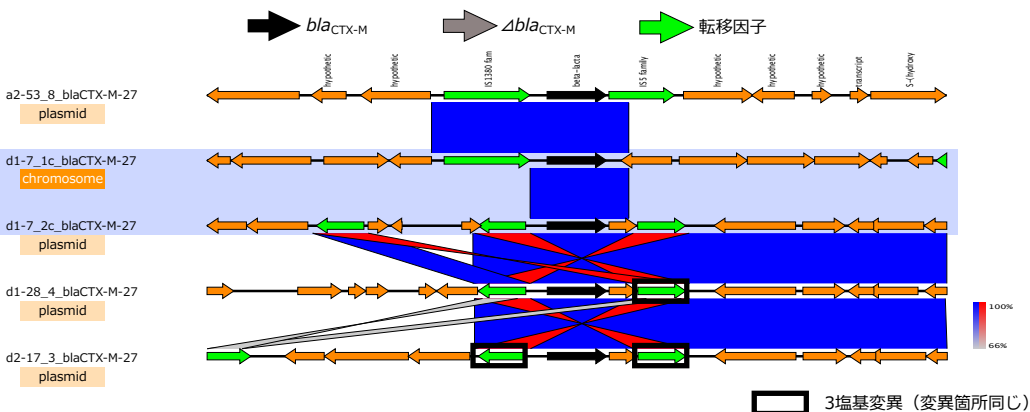 blaCTX-M
ΔblaCTX-M
転移因子
hypothetic
hypothetic
IS1380 fam
beta-lacta
IS5 family
hypothetic
hypothetic
hypothetic
transcript
S-(hydroxy
a2-53_8_blaCTX-M-27
plasmid
d1-7_1c_blaCTX-M-27
chromosome
d1-7_2c_blaCTX-M-27
plasmid
d1-28_4_blaCTX-M-27
plasmid
100%
66%
d2-17_3_blaCTX-M-27
plasmid
3塩基変異（変異箇所同じ）